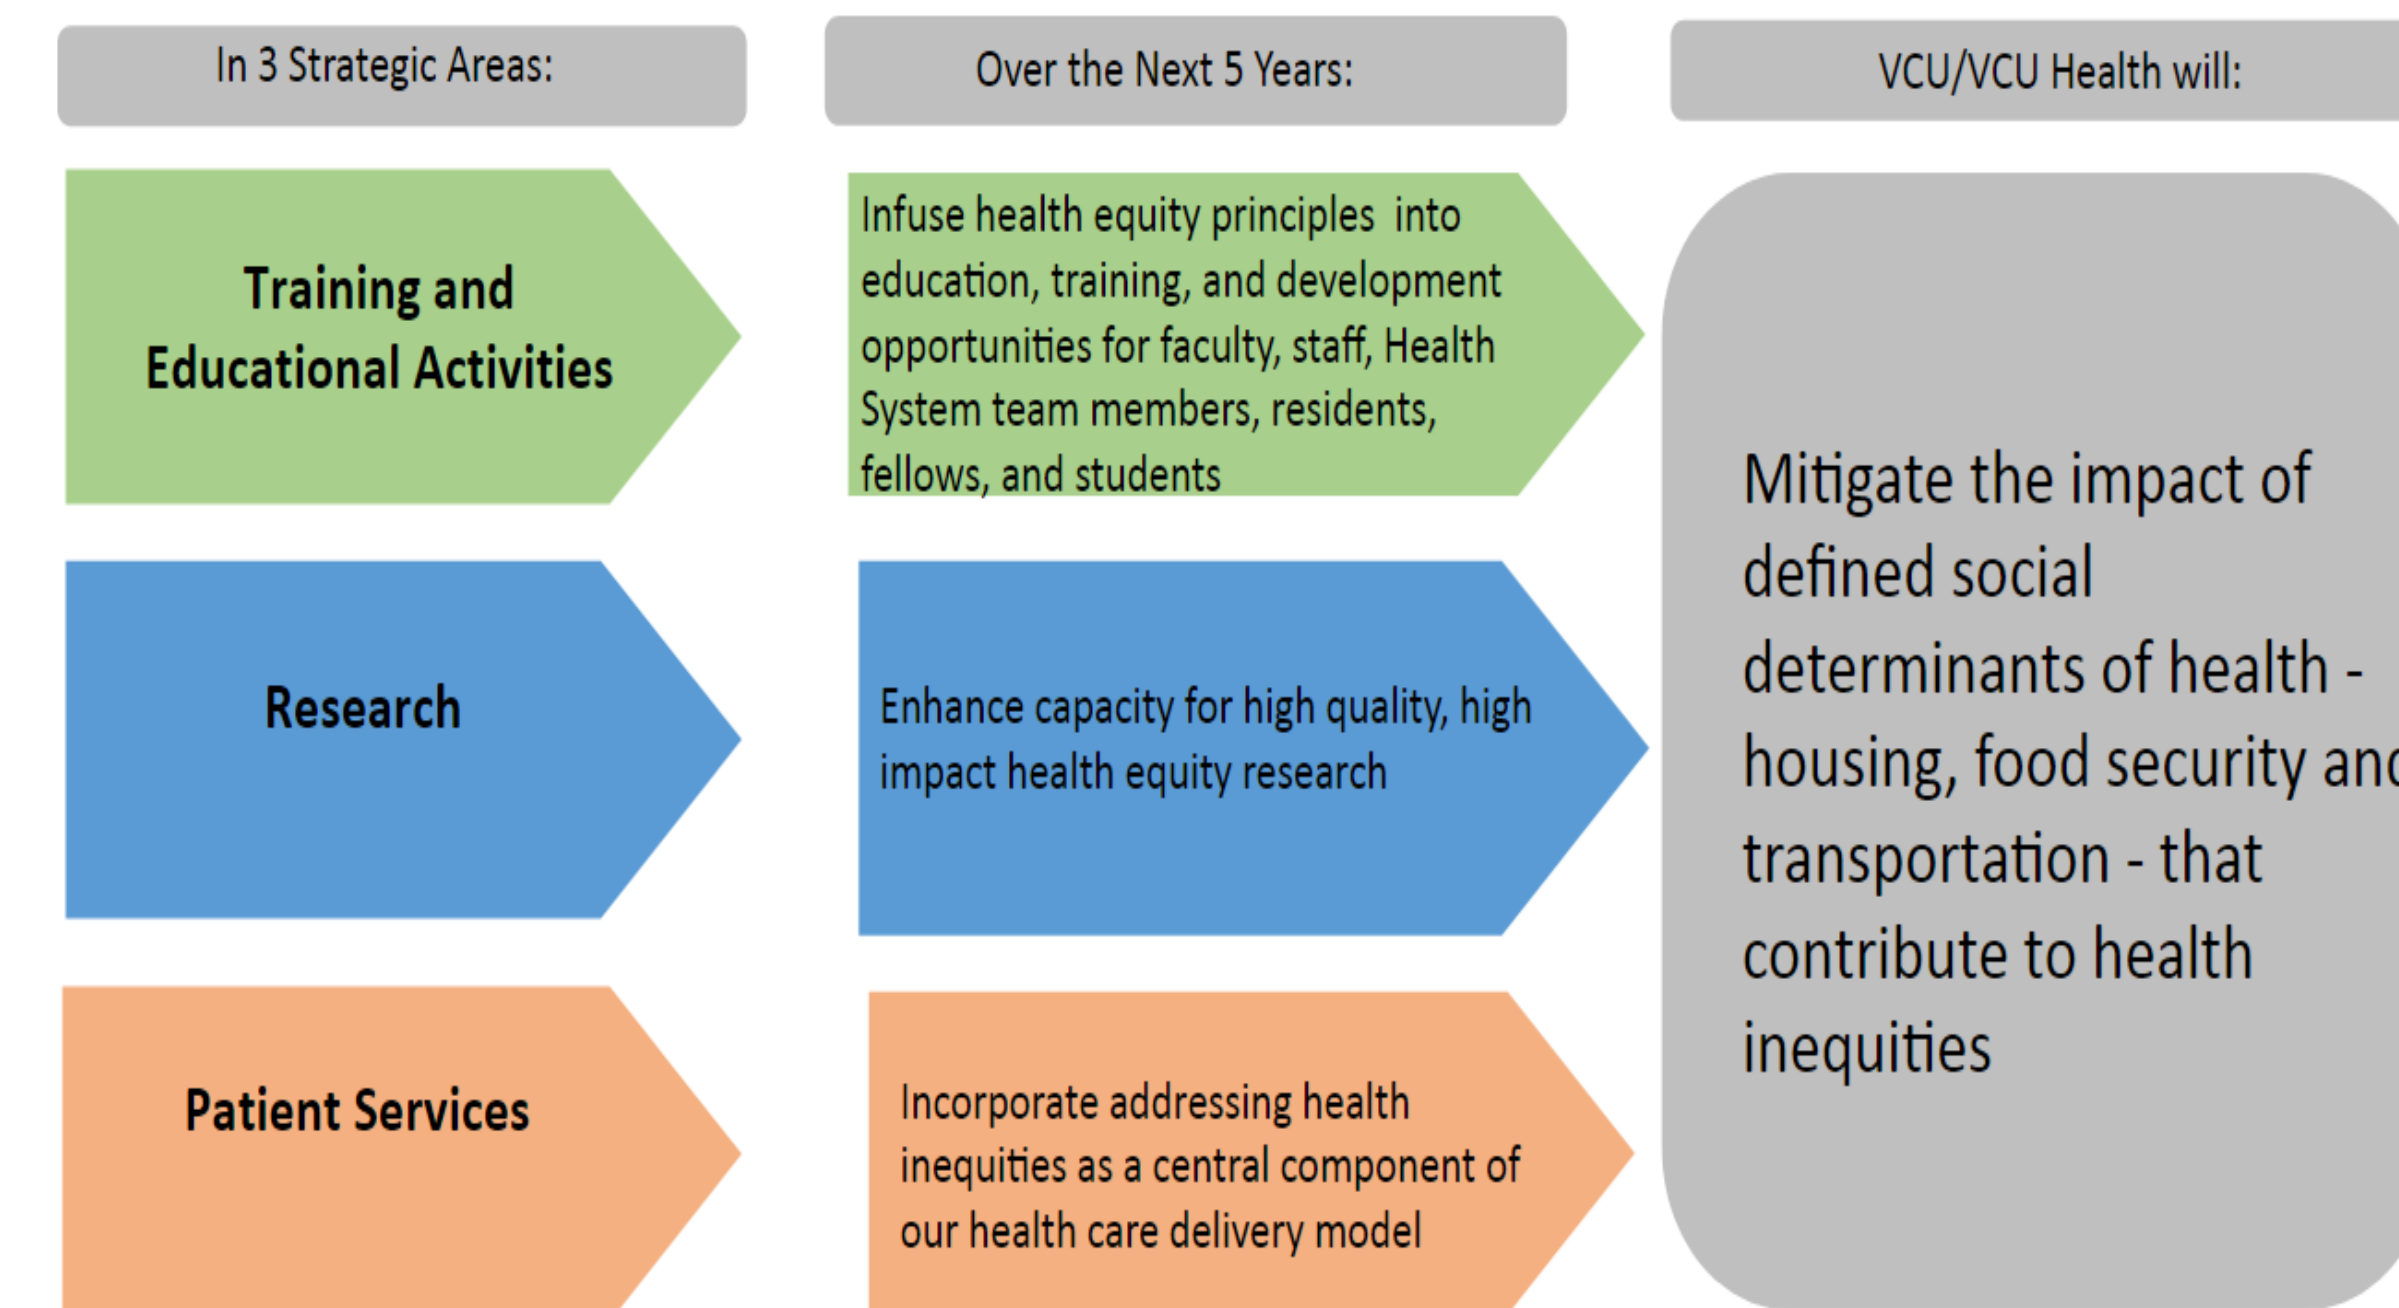 In 3 Strategic Areas:
Over the Next 5 Years:
VCU/VCU Health will:
Training and
Educational Activities
Infuse health equity principles  into
education, training, and development
opportunities for faculty, staff, Health
System team members, residents,
fellows, and students
Research
Enhance capacity for high quality, high
impact health equity research
Patient Services
Incorporate addressing health
inequities as a central component of
our health care delivery model
Mitigate the impact of
defined social
determinants of health -
housing, food security and
transportation - that
contribute to health
inequities